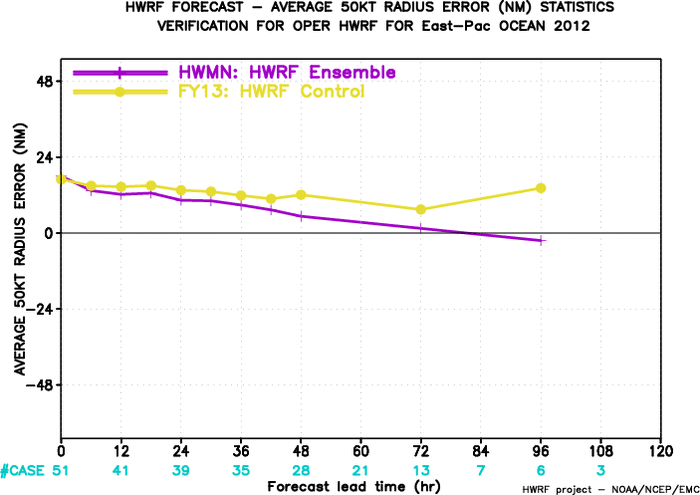 HWRF FORECAST – AVERAGE 50KT RADIUS ERROR (NM) STATISTICS
VERIFICATION FOR OPER HWRF FOR East–Pac OCEAN 2012
HWMN: HWRF Ensemble
FY13: HWRF Control
AVERAGE 50KT RADIUS ERROR (NM)
48
24
0
−24
−48
0 12 24 36 48 60 72 84 96 108 120
#CASE 51 41 39 35 28 21 13 7 6 3
Forecast lead time (hr)
HWRF project – NOAA/NCEP/EMC